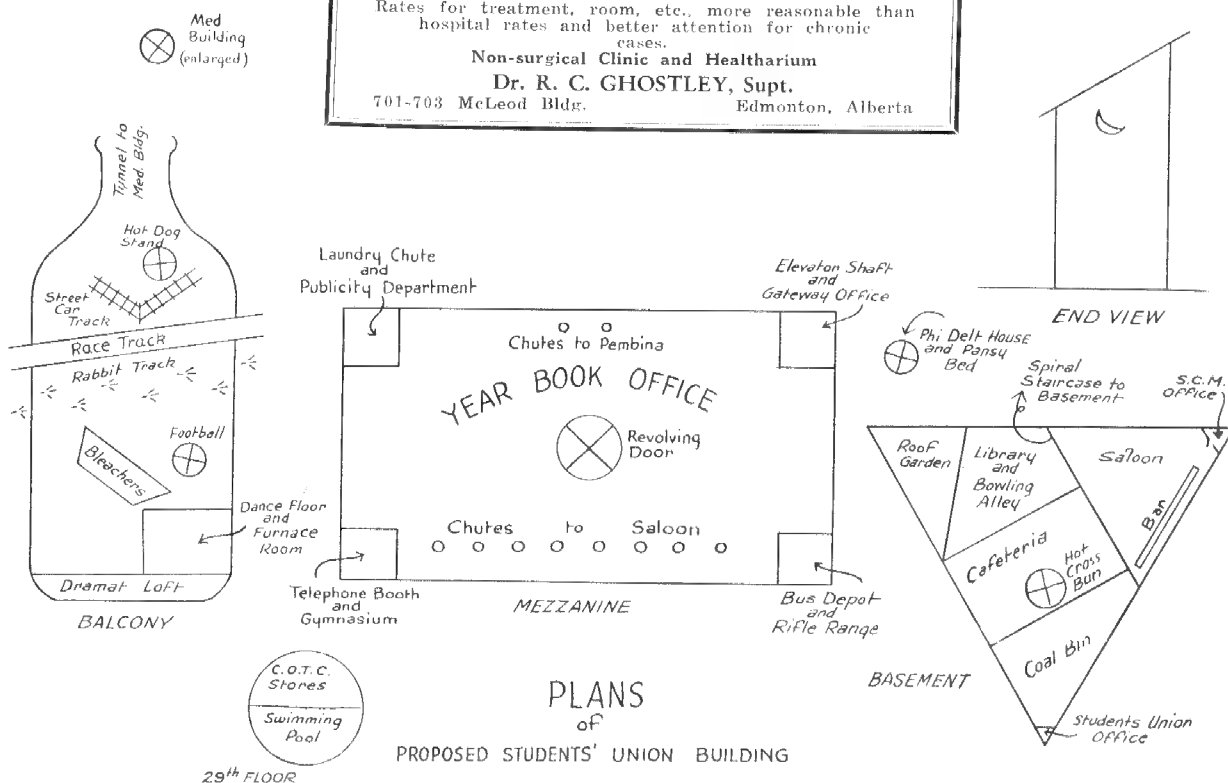 Rates for treatment, room, etc., more reasonable than
hospital rates and better attention for chronic
cases.
Non-surgical Clinic and Healtharium
Dr. R. C. GHOSTLEY, Supt.
701-703 McLeod Bldg. Edmonton, Alberta
Med
Building
(enlarged)
Tunnel to
Med. Bldg.
Hot Dog
Stand
Street
Car
Track
Race Track
Rabbit Track
Football
Bleachers
Dance Floor
and
Furnace
Room
Dramat Loft
BALCONY
Laundry Chute
and
Publicity Department
Elevator Shaft
and
Gateway Office
Chutes to Pembina
YEAR BOOK OFFICE
Revolving
Door
Chutes to Saloon
Telephone Booth
and
Gymnasium
MEZZANINE
Bus Depot
and
Rifle Range
END VIEW
Phi Delt House
and Pansy
Bed
Spiral
Staircase to
Basement
S.C.M.
OFFICE
Roof
Garden
Library
and
Bowling
Alley
Saloon
Bar
Cafeteria
Hot
Cross
Bun
Coal Bin
BASEMENT
Students Union
Office
C.O.T.C.
Stores
Swimming
Pool
29th FLOOR
PLANS
of
PROPOSED STUDENTS' UNION BUILDING